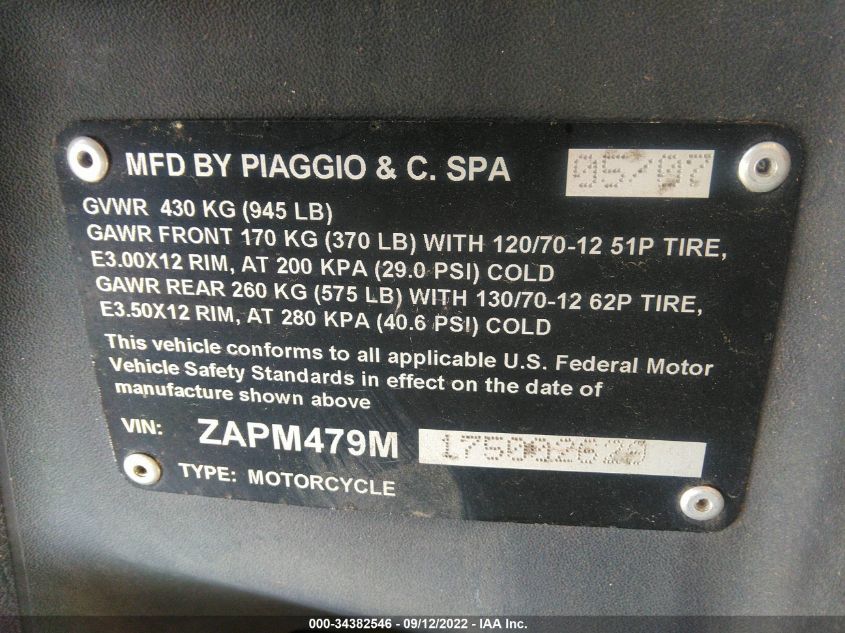 MFD BY PIAGGIO & C. SPA 05/07
GVWR 430 KG (945 LB)
GAWR FRONT 170 KG (370 LB) WITH 120/70-12 51P TIRE,
E3.00X12 RIM, AT 200 KPA (29.0 PSI) COLD
GAWR REAR 260 KG (575 LB) WITH 130/70-12 62P TIRE,
E3.50X12 RIM, AT 280 KPA (40.6 PSI) COLD
This vehicle conforms to all applicable U.S. Federal Motor
Vehicle Safety Standards in effect on the date of
manufacture shown above
VIN: ZAPM479M
TYPE: MOTORCYCLE
000-34382546 - 09/12/2022 - IAA Inc.